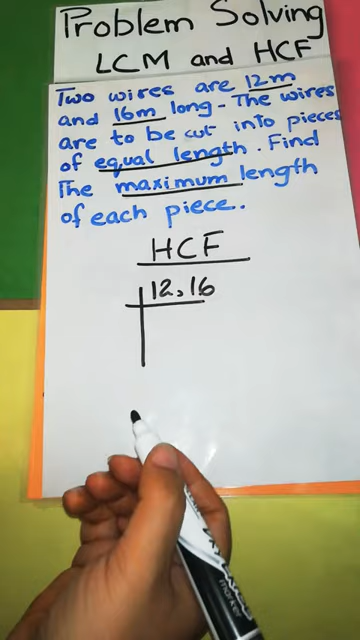 Problem Solving
LCM and HCF
Two wires are 12m
and 16m long - The wires
are to be cut into pieces
of equal length. Find
The maximum length
of each piece.
HCF
12,16